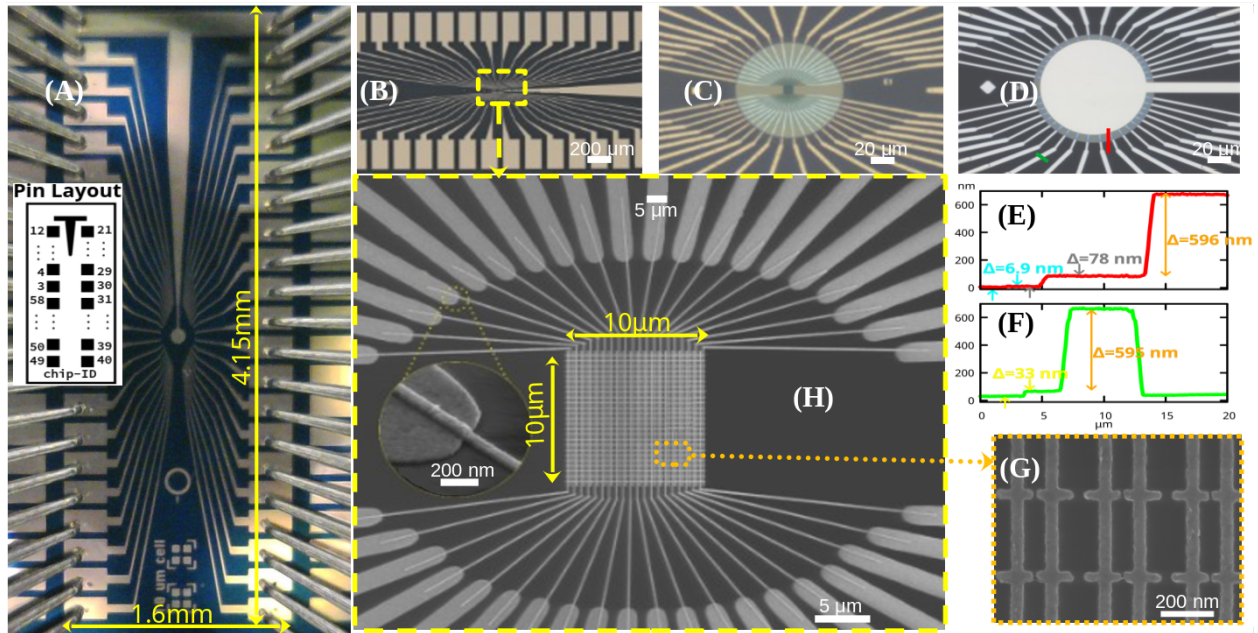 (A)
4.15mm
1.6mm
um cell
Pin Layout
12 21
4 29
3 30
58 31
50 39
49 40
chip-ID
(B)
200 µm
(C)
20 µm
(D)
20 µm
5 µm
10µm
10µm
(H)
200 nm
5 µm
nm
(E)
600
400
200
0
Δ=6.9 nm
Δ=78 nm
Δ=596 nm
(F)
600
400
200
0
Δ=33 nm
Δ=595 nm
0 5 10 15 20
µm
(G)
200 nm